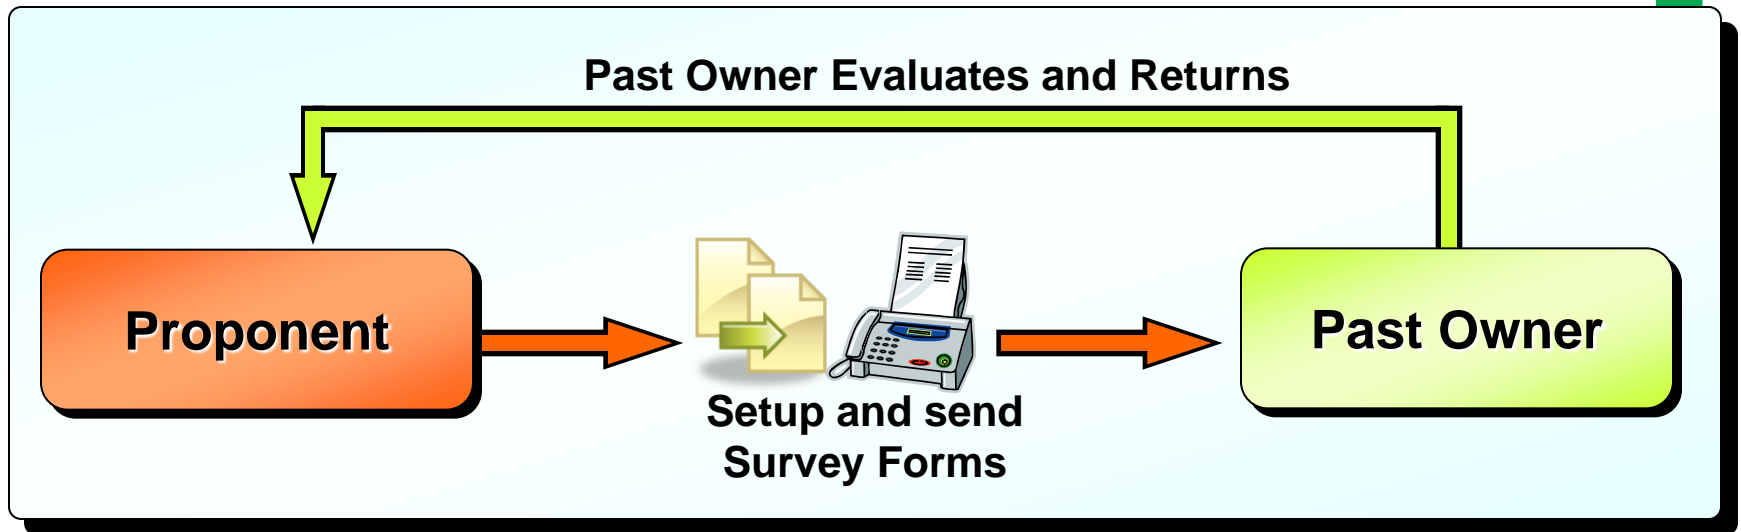 Past Owner Evaluates and Returns
Proponent
Setup and send
Survey Forms
Past Owner